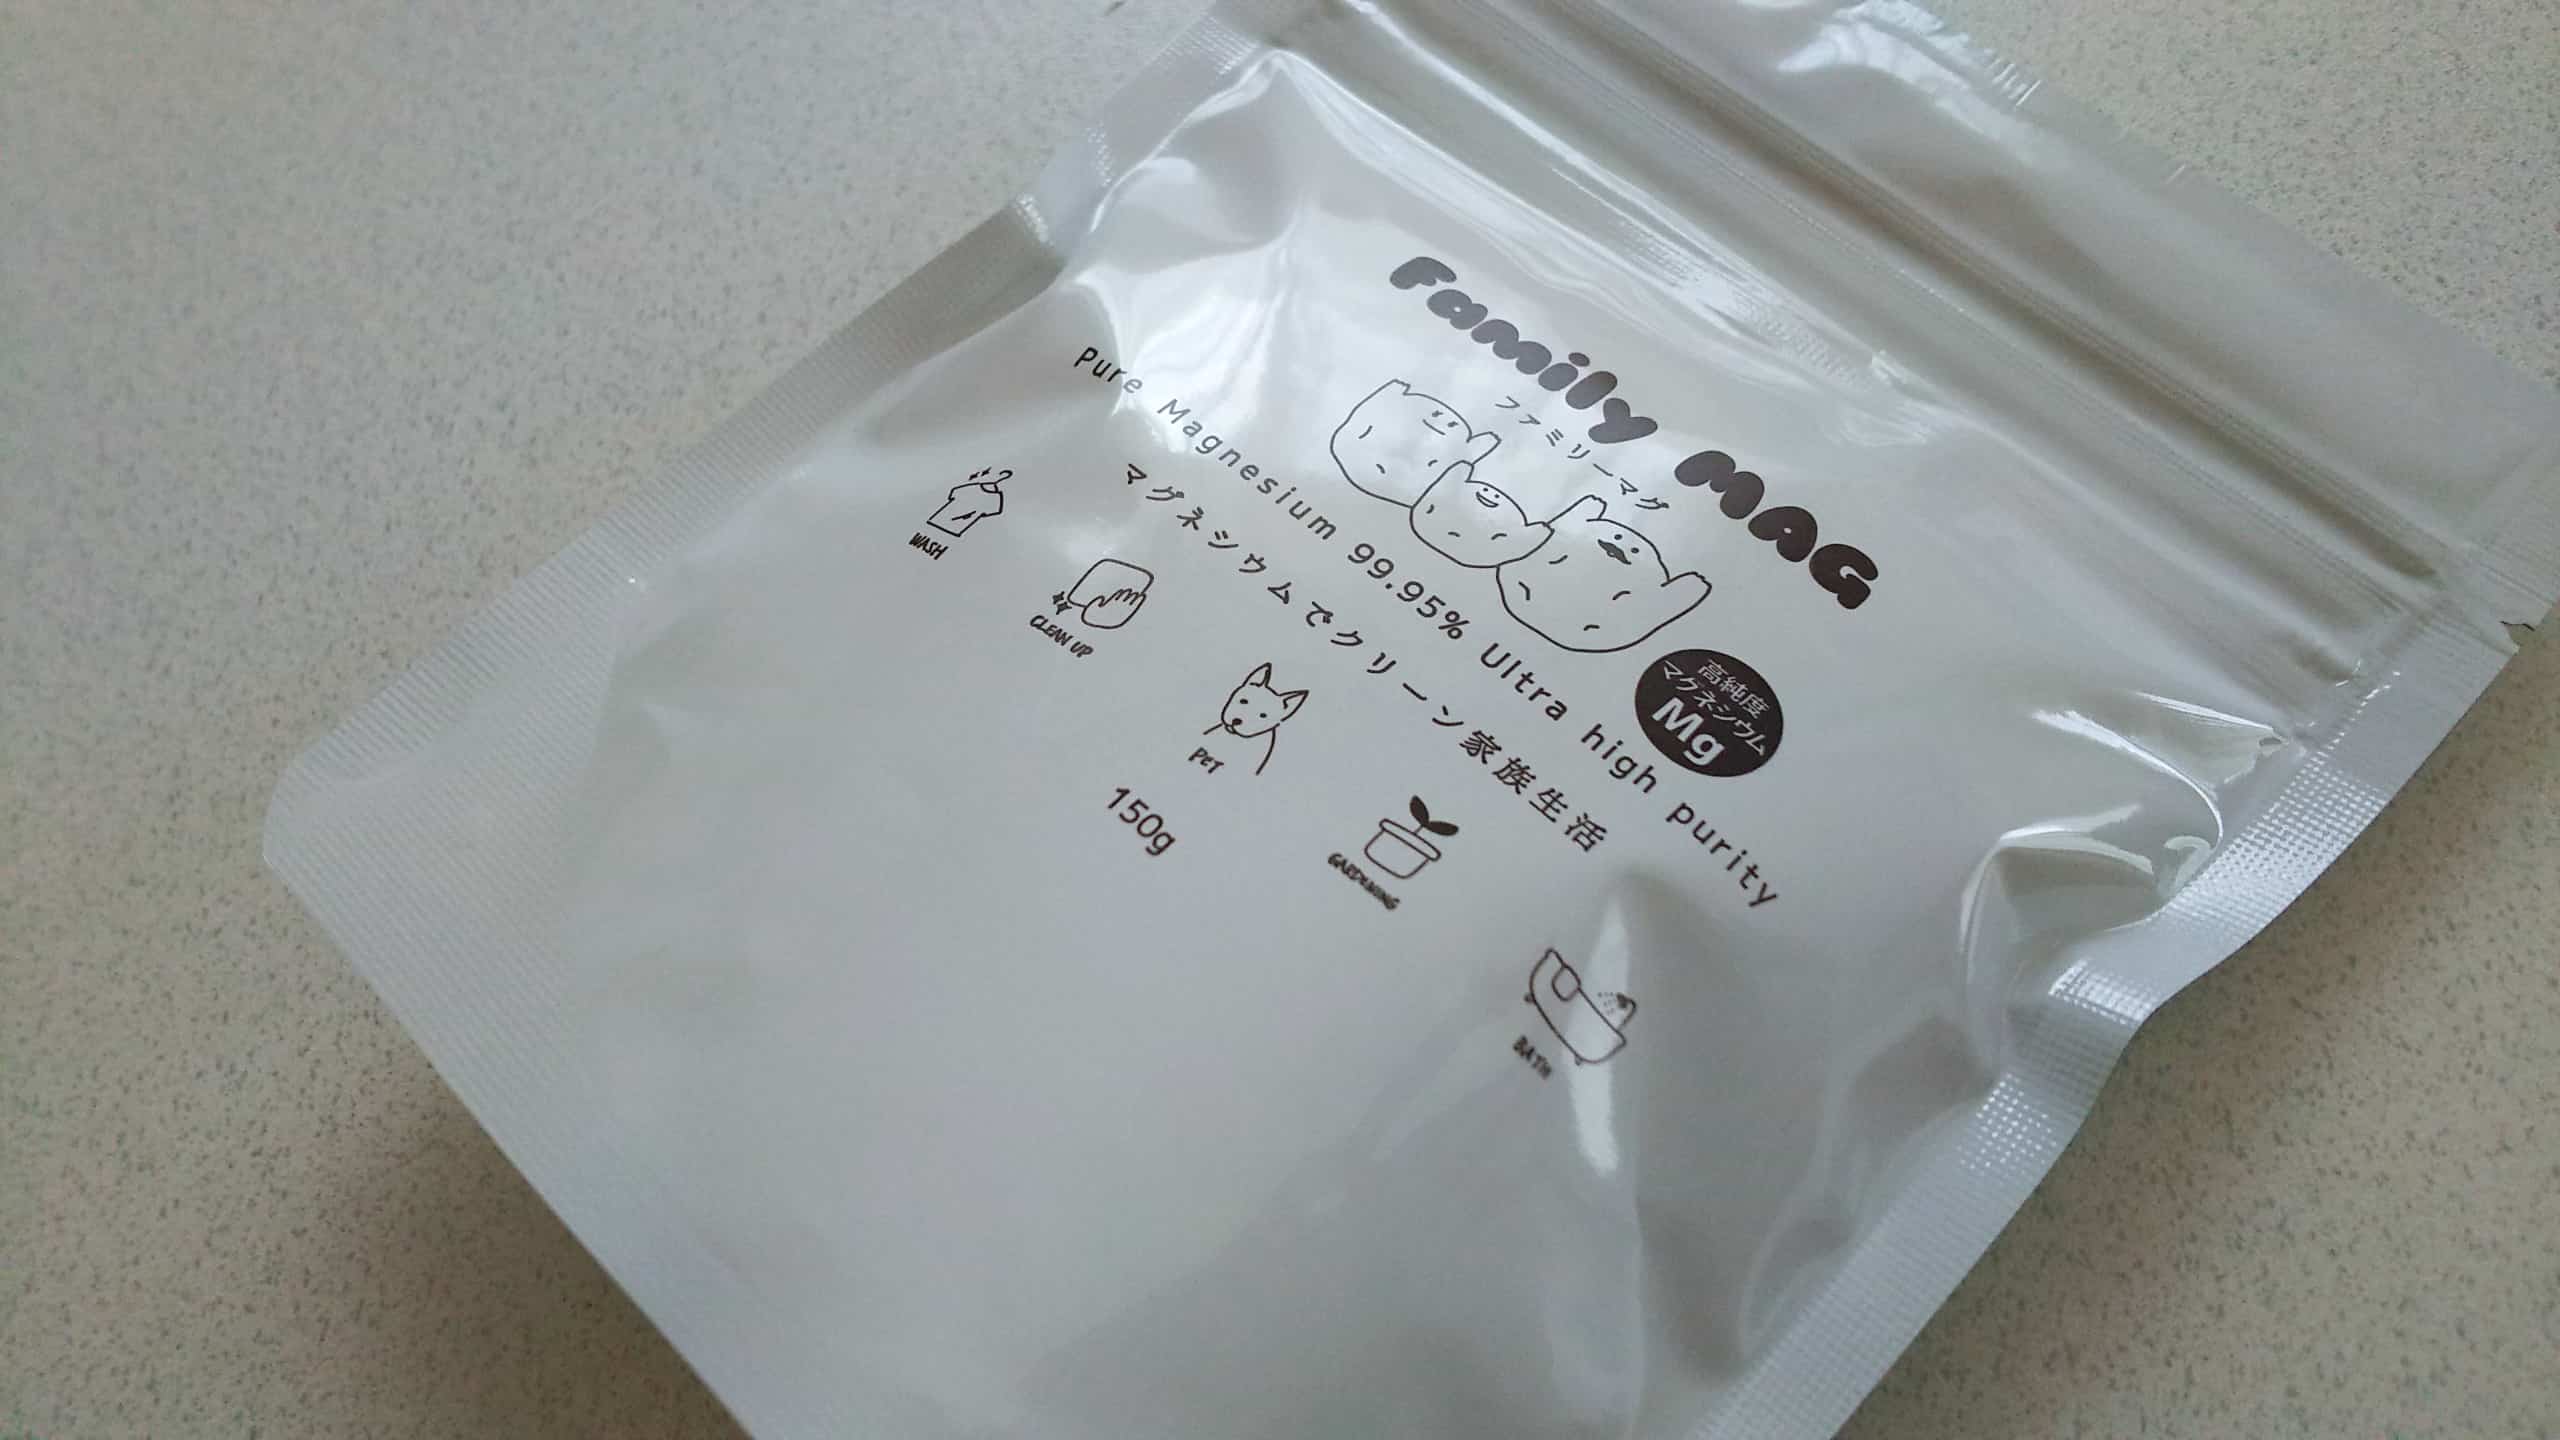 Family MAG
ファミリーマグ
高純度
マグネシウム
Mg
Pure Magnesium 99.95% Ultra high purity
マグネシウムでクリーン家族生活
WASH
CLEAN UP
PET
GARDENING
BATH
150g